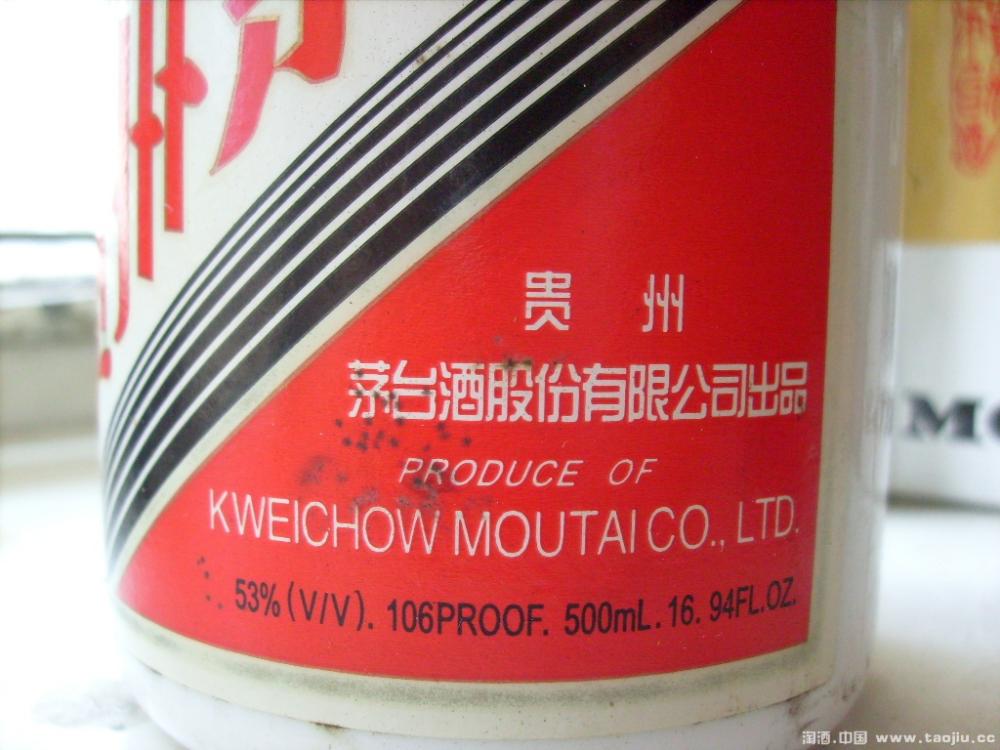 贵州
茅台酒股份有限公司出品
PRODUCE OF
KWEICHOW MOUTAI CO., LTD.
53% (V/V). 106PROOF. 500mL. 16. 94FL.OZ.
淘酒.中国 www.taojiu.cc